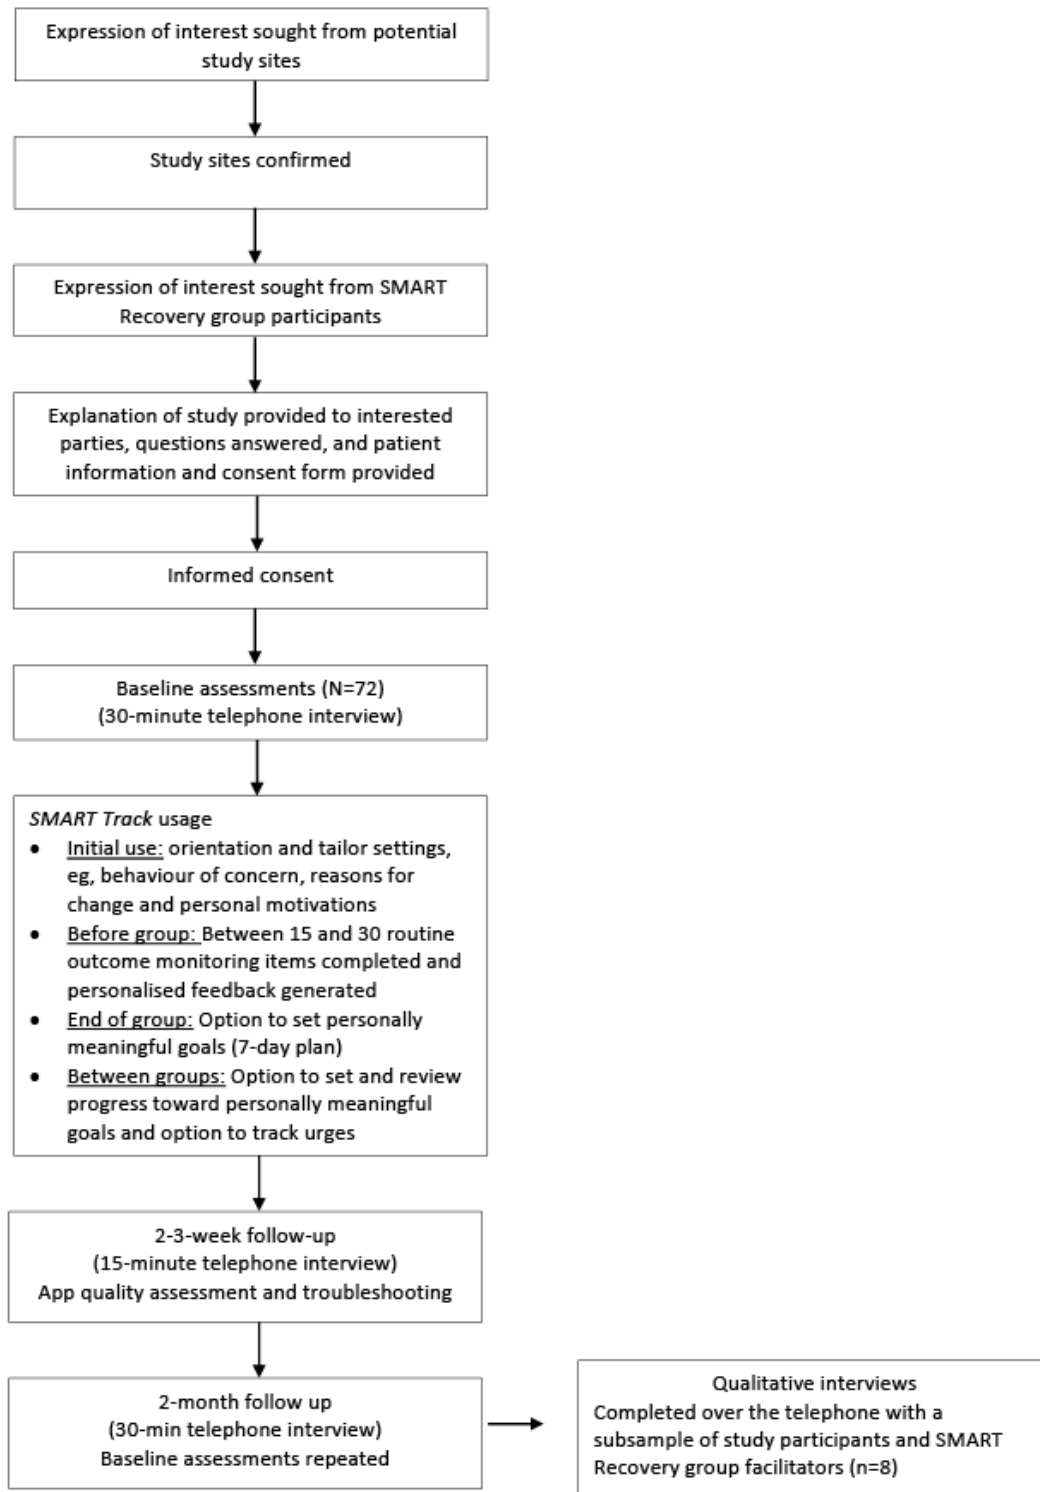 Expression of interest sought from potential
study sites
Study sites confirmed
Expression of interest sought from SMART
Recovery group participants
Explanation of study provided to interested
parties, questions answered, and patient
information and consent form provided
Informed consent
Baseline assessments (N=72)
(30-minute telephone interview)
SMART Track usage
• Initial use: orientation and tailor settings,
eg, behaviour of concern, reasons for
change and personal motivations
• Before group: Between 15 and 30 routine
outcome monitoring items completed and
personalised feedback generated
• End of group: Option to set personally
meaningful goals (7-day plan)
• Between groups: Option to set and review
progress toward personally meaningful
goals and option to track urges
2-3-week follow-up
(15-minute telephone interview)
App quality assessment and troubleshooting
2-month follow up
(30-min telephone interview)
Baseline assessments repeated
Qualitative interviews
Completed over the telephone with a
subsample of study participants and SMART
Recovery group facilitators (n=8)